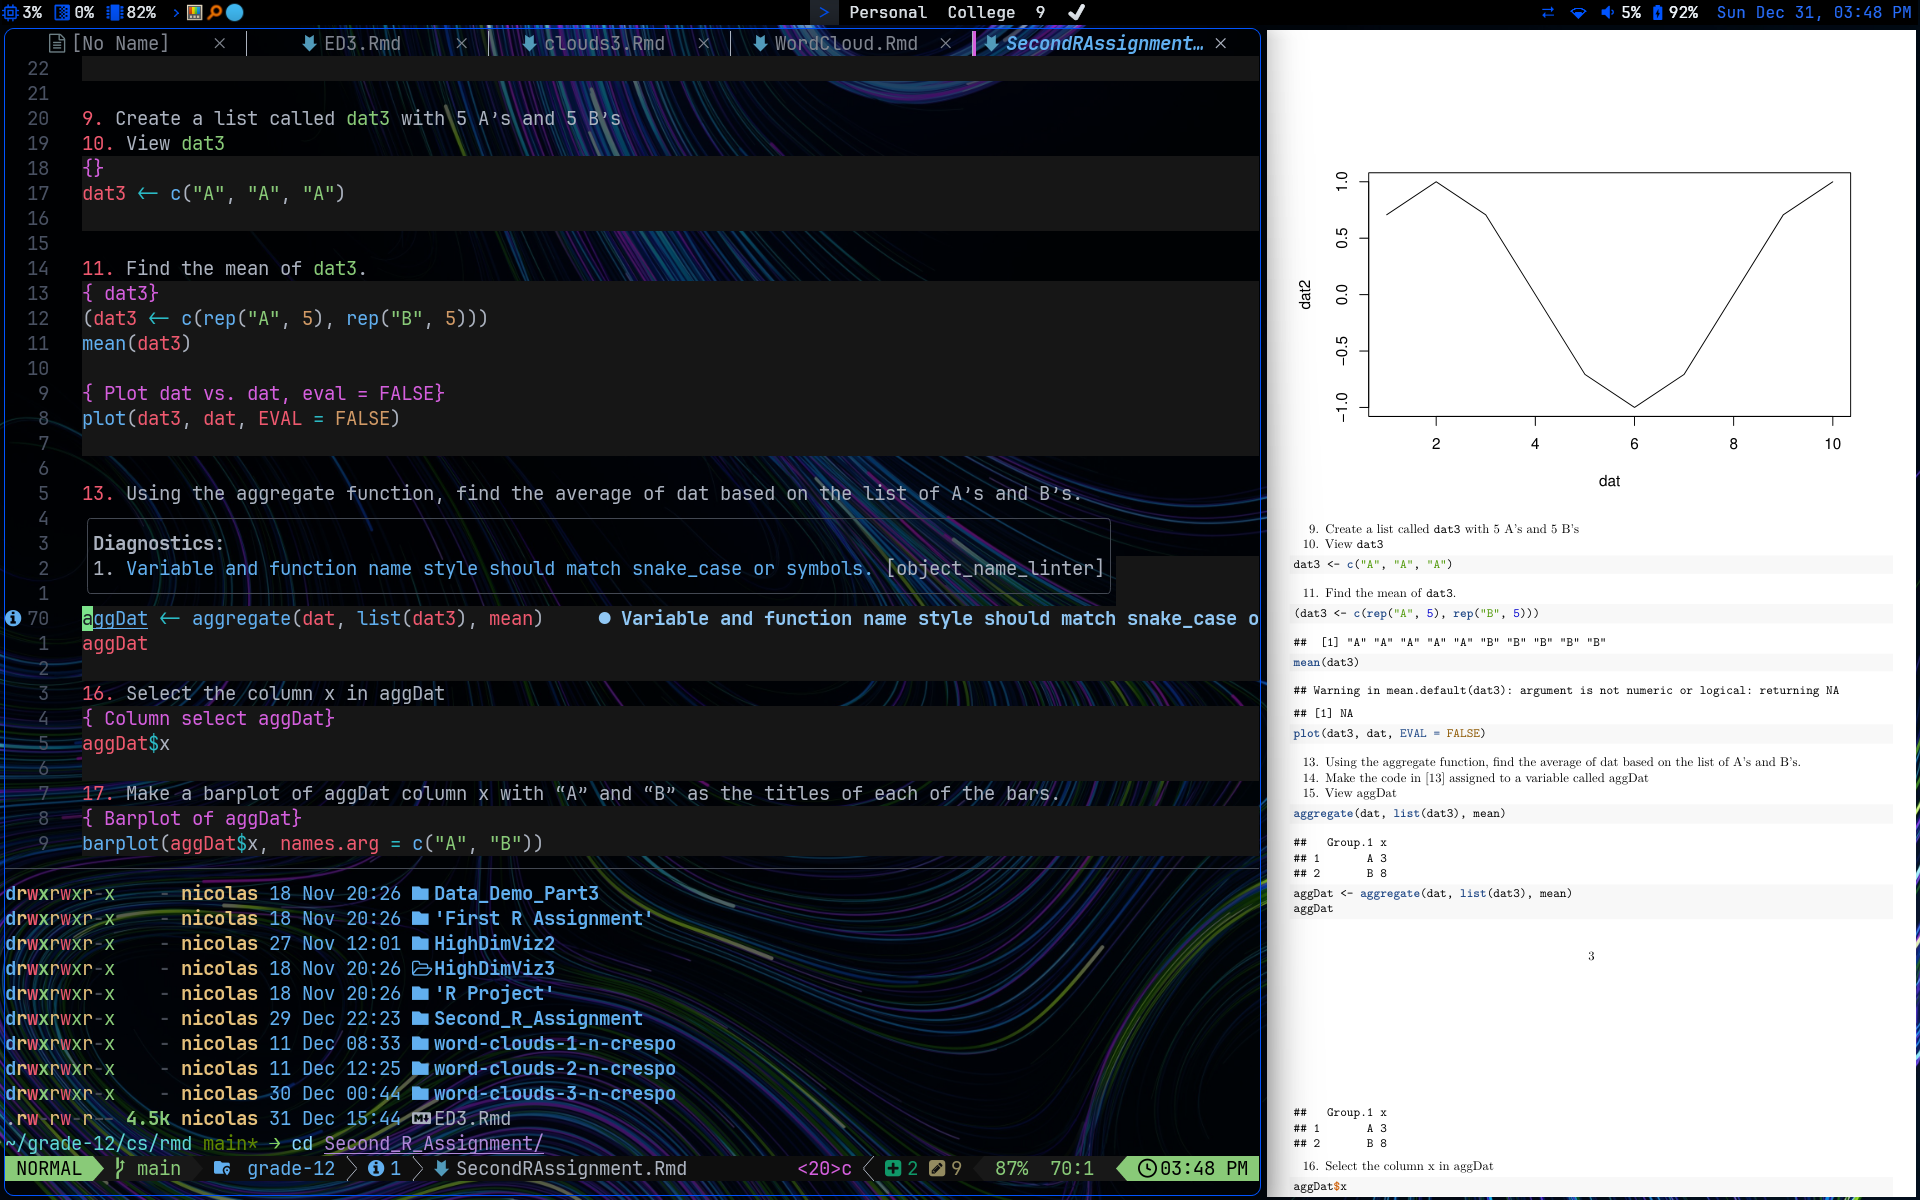 3% 0% 82% > > Personal College 9 5% 92% Sun Dec 31, 03:48 PM
[No Name] × ED3.Rmd × clouds3.Rmd × WordCloud.Rmd × SecondRAssignment… ×
22
21
20 9. Create a list called dat3 with 5 A’s and 5 B’s
19 10. View dat3
18 {}
17 dat3 <- c("A", "A", "A")
16
15
14 11. Find the mean of dat3.
13 { dat3}
12 (dat3 <- c(rep("A", 5), rep("B", 5)))
11 mean(dat3)
10
9 { Plot dat vs. dat, eval = FALSE}
8 plot(dat3, dat, EVAL = FALSE)
7
6
5 13. Using the aggregate function, find the average of dat based on the list of A’s and B’s.
4
3 Diagnostics:
2 1. Variable and function name style should match snake_case or symbols. [object_name_linter]
1
70 aggDat <- aggregate(dat, list(dat3), mean) ● Variable and function name style should match snake_case o
1 aggDat
2
3 16. Select the column x in aggDat
4 { Column select aggDat}
5 aggDat$x
6
7 17. Make a barplot of aggDat column x with “A” and “B” as the titles of each of the bars.
8 { Barplot of aggDat}
9 barplot(aggDat$x, names.arg = c("A", "B"))
drwxrwxr-x - nicolas 18 Nov 20:26 Data_Demo_Part3
drwxrwxr-x - nicolas 18 Nov 20:26 'First R Assignment'
drwxrwxr-x - nicolas 27 Nov 12:01 HighDimViz2
drwxrwxr-x - nicolas 18 Nov 20:26 HighDimViz3
drwxrwxr-x - nicolas 18 Nov 20:26 'R Project'
drwxrwxr-x - nicolas 29 Dec 22:23 Second_R_Assignment
drwxrwxr-x - nicolas 11 Dec 08:33 word-clouds-1-n-crespo
drwxrwxr-x - nicolas 11 Dec 12:25 word-clouds-2-n-crespo
drwxrwxr-x - nicolas 30 Dec 00:44 word-clouds-3-n-crespo
.rw-rw-r-- 4.5k nicolas 31 Dec 15:44 ED3.Rmd
~/grade-12/cs/rmd main* → cd Second_R_Assignment/
NORMAL main grade-12 1 SecondRAssignment.Rmd <20>c 2 9 87% 70:1 03:48 PM
1.0
0.5
0.0
−0.5
−1.0
dat2
2 4 6 8 10
dat
9. Create a list called dat3 with 5 A’s and 5 B’s
10. View dat3
dat3 <- c("A", "A", "A")
11. Find the mean of dat3.
(dat3 <- c(rep("A", 5), rep("B", 5)))
## [1] "A" "A" "A" "A" "A" "B" "B" "B" "B" "B"
mean(dat3)
## Warning in mean.default(dat3): argument is not numeric or logical: returning NA
## [1] NA
plot(dat3, dat, EVAL = FALSE)
13. Using the aggregate function, find the average of dat based on the list of A’s and B’s.
14. Make the code in [13] assigned to a variable called aggDat
15. View aggDat
aggregate(dat, list(dat3), mean)
## Group.1 x
## 1 A 3
## 2 B 8
aggDat <- aggregate(dat, list(dat3), mean)
aggDat
3
## Group.1 x
## 1 A 3
## 2 B 8
16. Select the column x in aggDat
aggDat$x